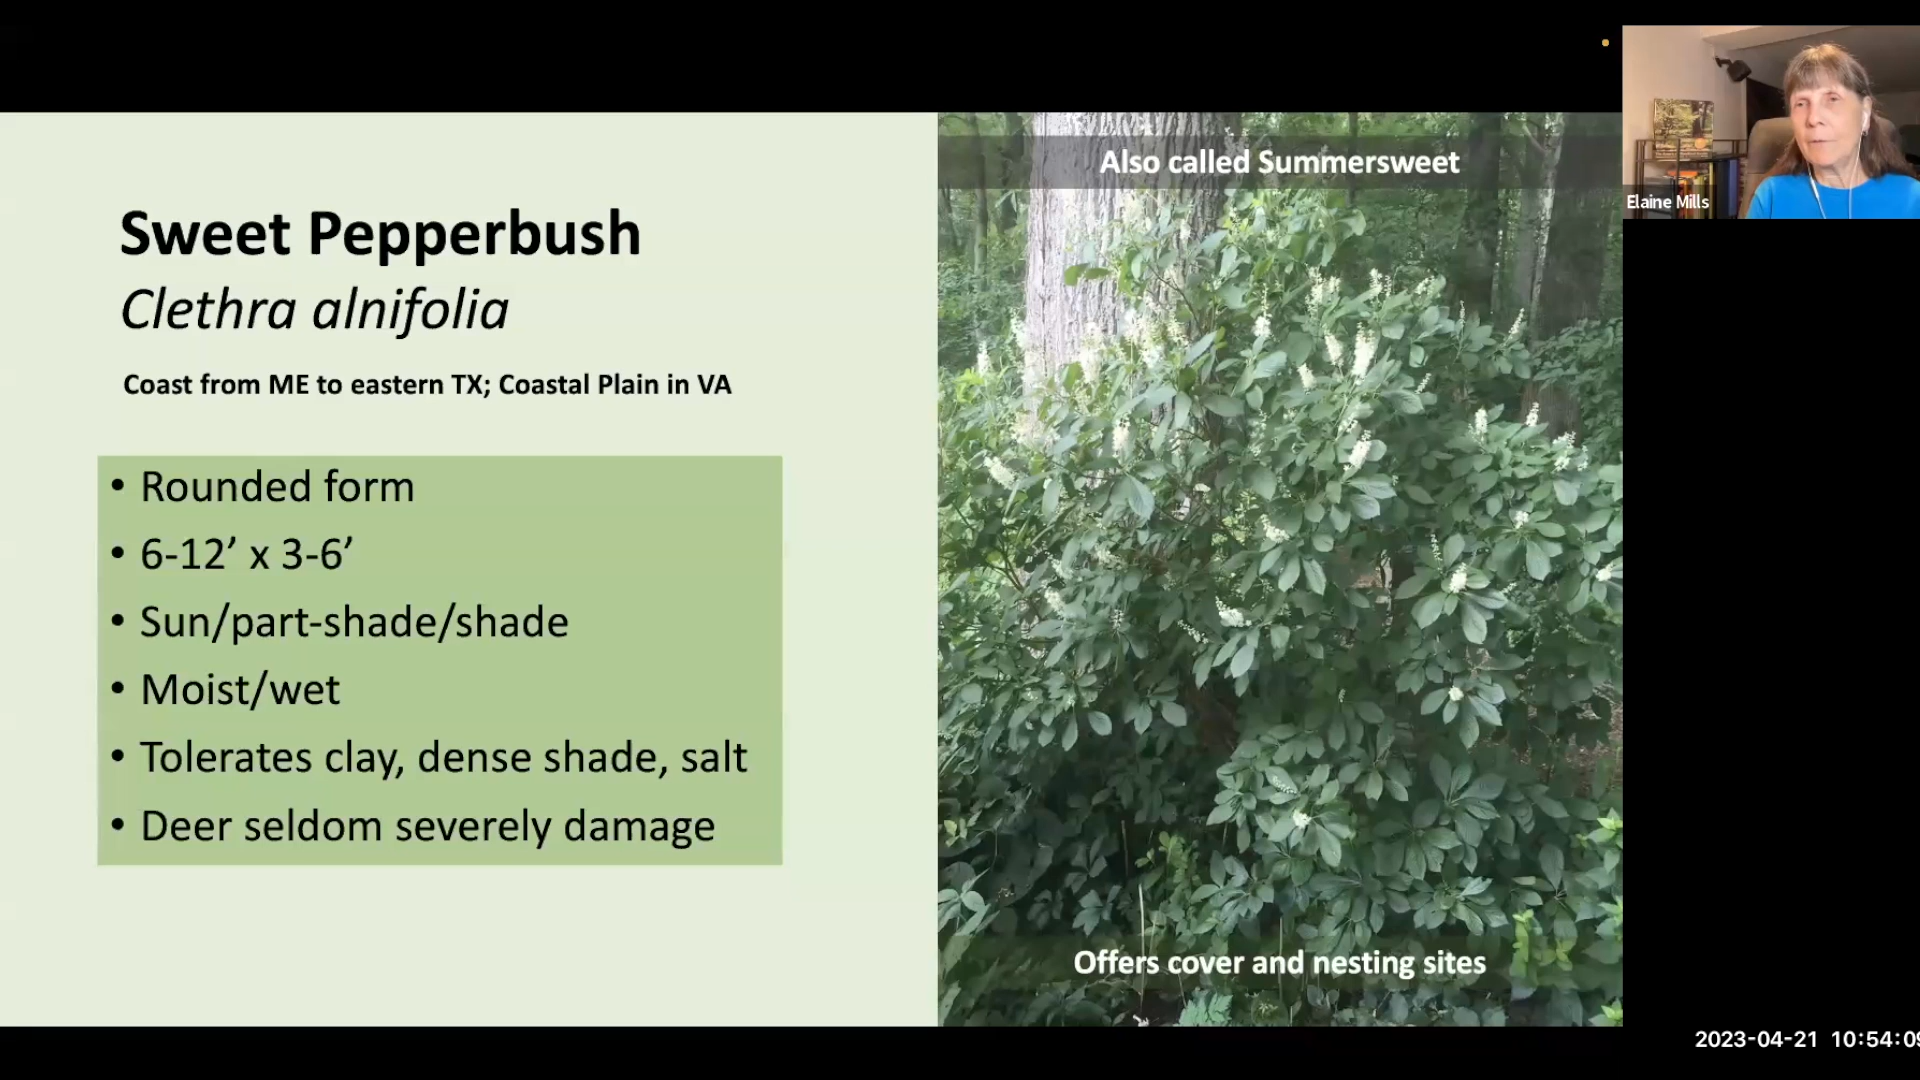 Sweet Pepperbush
Clethra alnifolia
Coast from ME to eastern TX; Coastal Plain in VA
• Rounded form
• 6-12’ x 3-6’
• Sun/part-shade/shade
• Moist/wet
• Tolerates clay, dense shade, salt
• Deer seldom severely damage
Also called Summersweet
Offers cover and nesting sites
Elaine Mills
2023-04-21 10:54:09